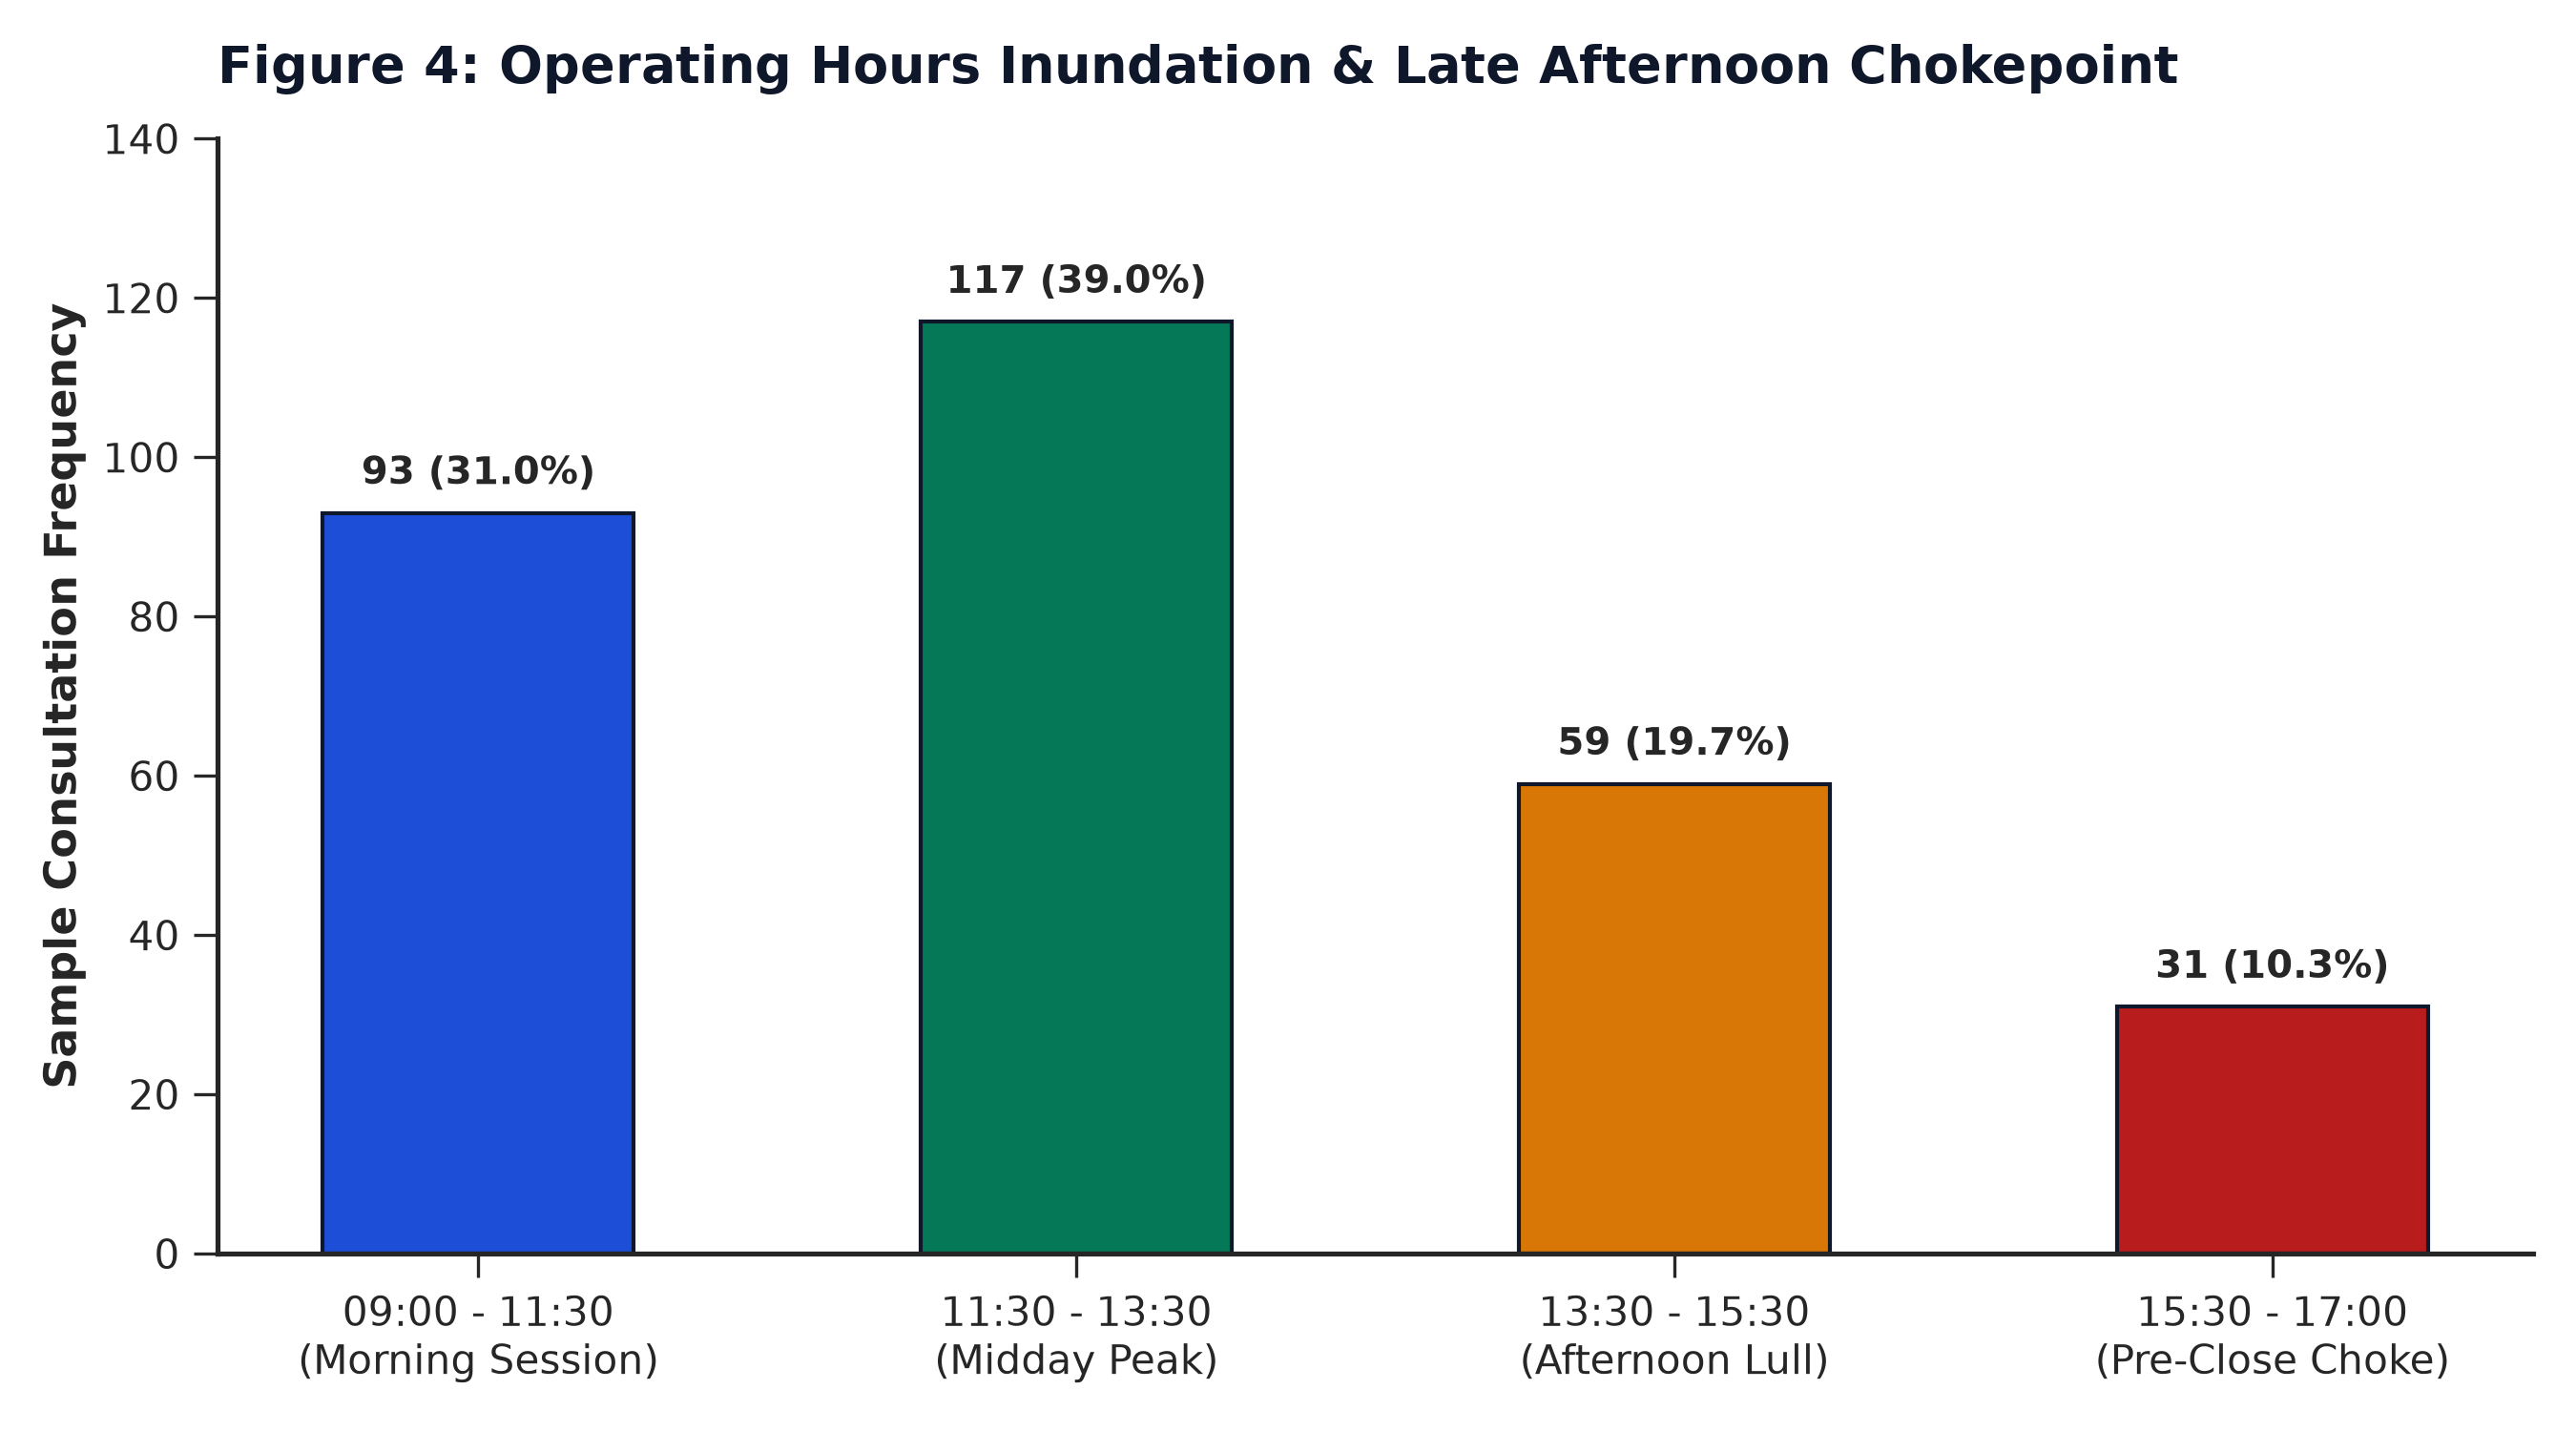 Figure 4: Operating Hours Inundation & Late Afternoon Chokepoint
Sample Consultation Frequency
140
120
100
80
60
40
20
0
93 (31.0%)
117 (39.0%)
59 (19.7%)
31 (10.3%)
09:00 - 11:30
(Morning Session)
11:30 - 13:30
(Midday Peak)
13:30 - 15:30
(Afternoon Lull)
15:30 - 17:00
(Pre-Close Choke)